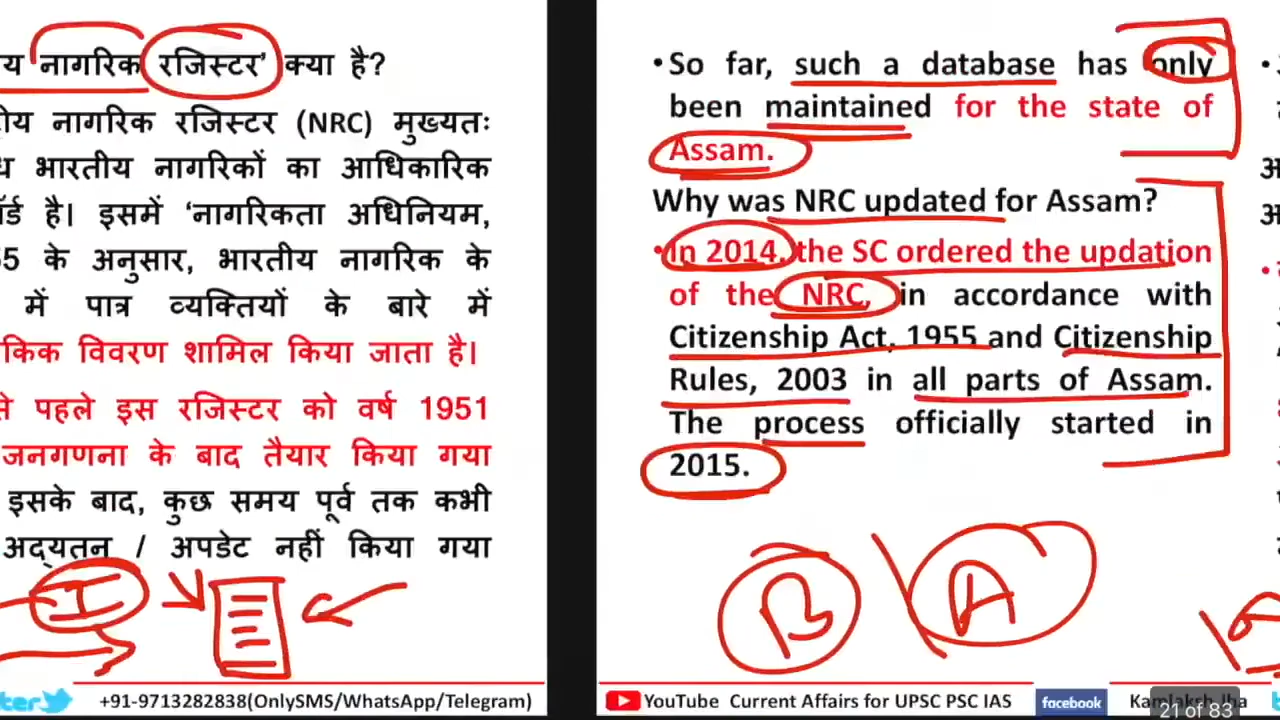 नागरिक रजिस्टर' क्या है?
नागरिक रजिस्टर (NRC) मुख्यतः
भारतीय नागरिकों का आधिकारिक
है। इसमें 'नागरिकता अधिनियम,
के अनुसार, भारतीय नागरिक के
में पात्र व्यक्तियों के बारे में
विवरण शामिल किया जाता है।
पहले इस रजिस्टर को वर्ष 1951
जनगणना के बाद तैयार किया गया
इसके बाद, कुछ समय पूर्व तक कभी
अद्यतन / अपडेट नहीं किया गया
I
+91-9713282838(OnlySMS/WhatsApp/Telegram)
•So far, such a database has only
been maintained for the state of
Assam.
Why was NRC updated for Assam?
•In 2014, the SC ordered the updation
of the NRC, in accordance with
Citizenship Act, 1955 and Citizenship
Rules, 2003 in all parts of Assam.
The process officially started in
2015.
B A
YouTube Current Affairs for UPSC PSC IAS facebook
21 of 83